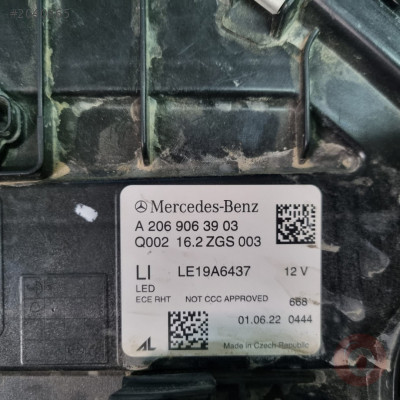 Mercedes-Benz
A 206 906 39 03
Q002 16.2 ZGS 003
LI LE19A6437 12 V
LED
ECE RHT NOT CCC APPROVED 668
01.06.22 0444
AL Made in Czech Republic